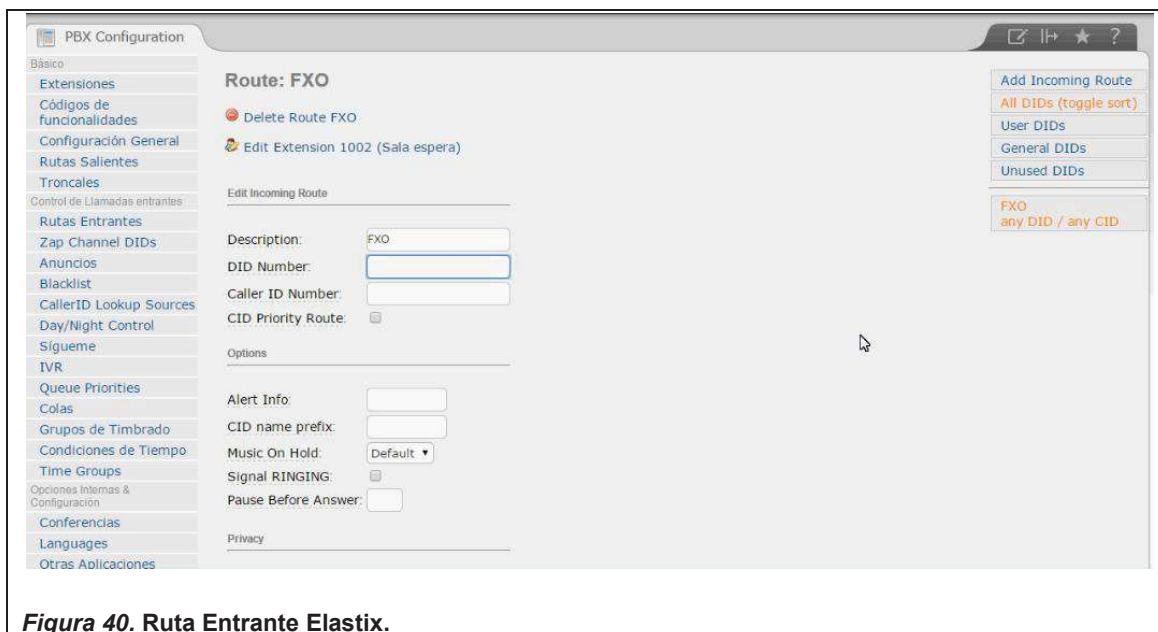 PBX Configuration
?
Básico
Extensiones
Códigos de
funcionalidades
Configuración General
Rutas Salientes
Troncales
Control de Llamadas entrantes
Rutas Entrantes
Zap Channel DIDs
Anuncios
Blacklist
CallerID Lookup Sources
Day/Night Control
Sígueme
IVR
Queue Priorities
Colas
Grupos de Timbrado
Condiciones de Tiempo
Time Groups
Opciones Internas &
Configuración
Conferencias
Languages
Otras Aplicaciones
Route: FXO
Delete Route FXO
Edit Extension 1002 (Sala espera)
Edit Incoming Route
Description: FXO
DID Number:
Caller ID Number:
CID Priority Route:
Options
Alert Info:
CID name prefix:
Music On Hold: Default
Signal RINGING:
Pause Before Answer:
Privacy
Add Incoming Route
All DIDs (toggle sort)
User DIDs
General DIDs
Unused DIDs
FXO
any DID / any CID
Figura 40. Ruta Entrante Elastix.